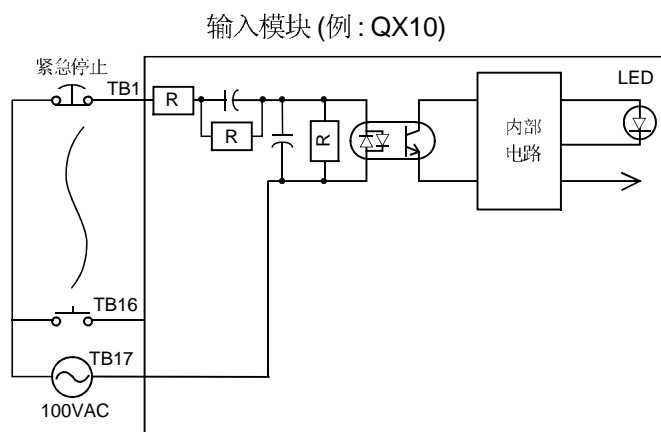 输入模块 (例 : QX10)
紧急停止
TB1
LED
R
R
R
内部
电路
TB16
TB17
100VAC